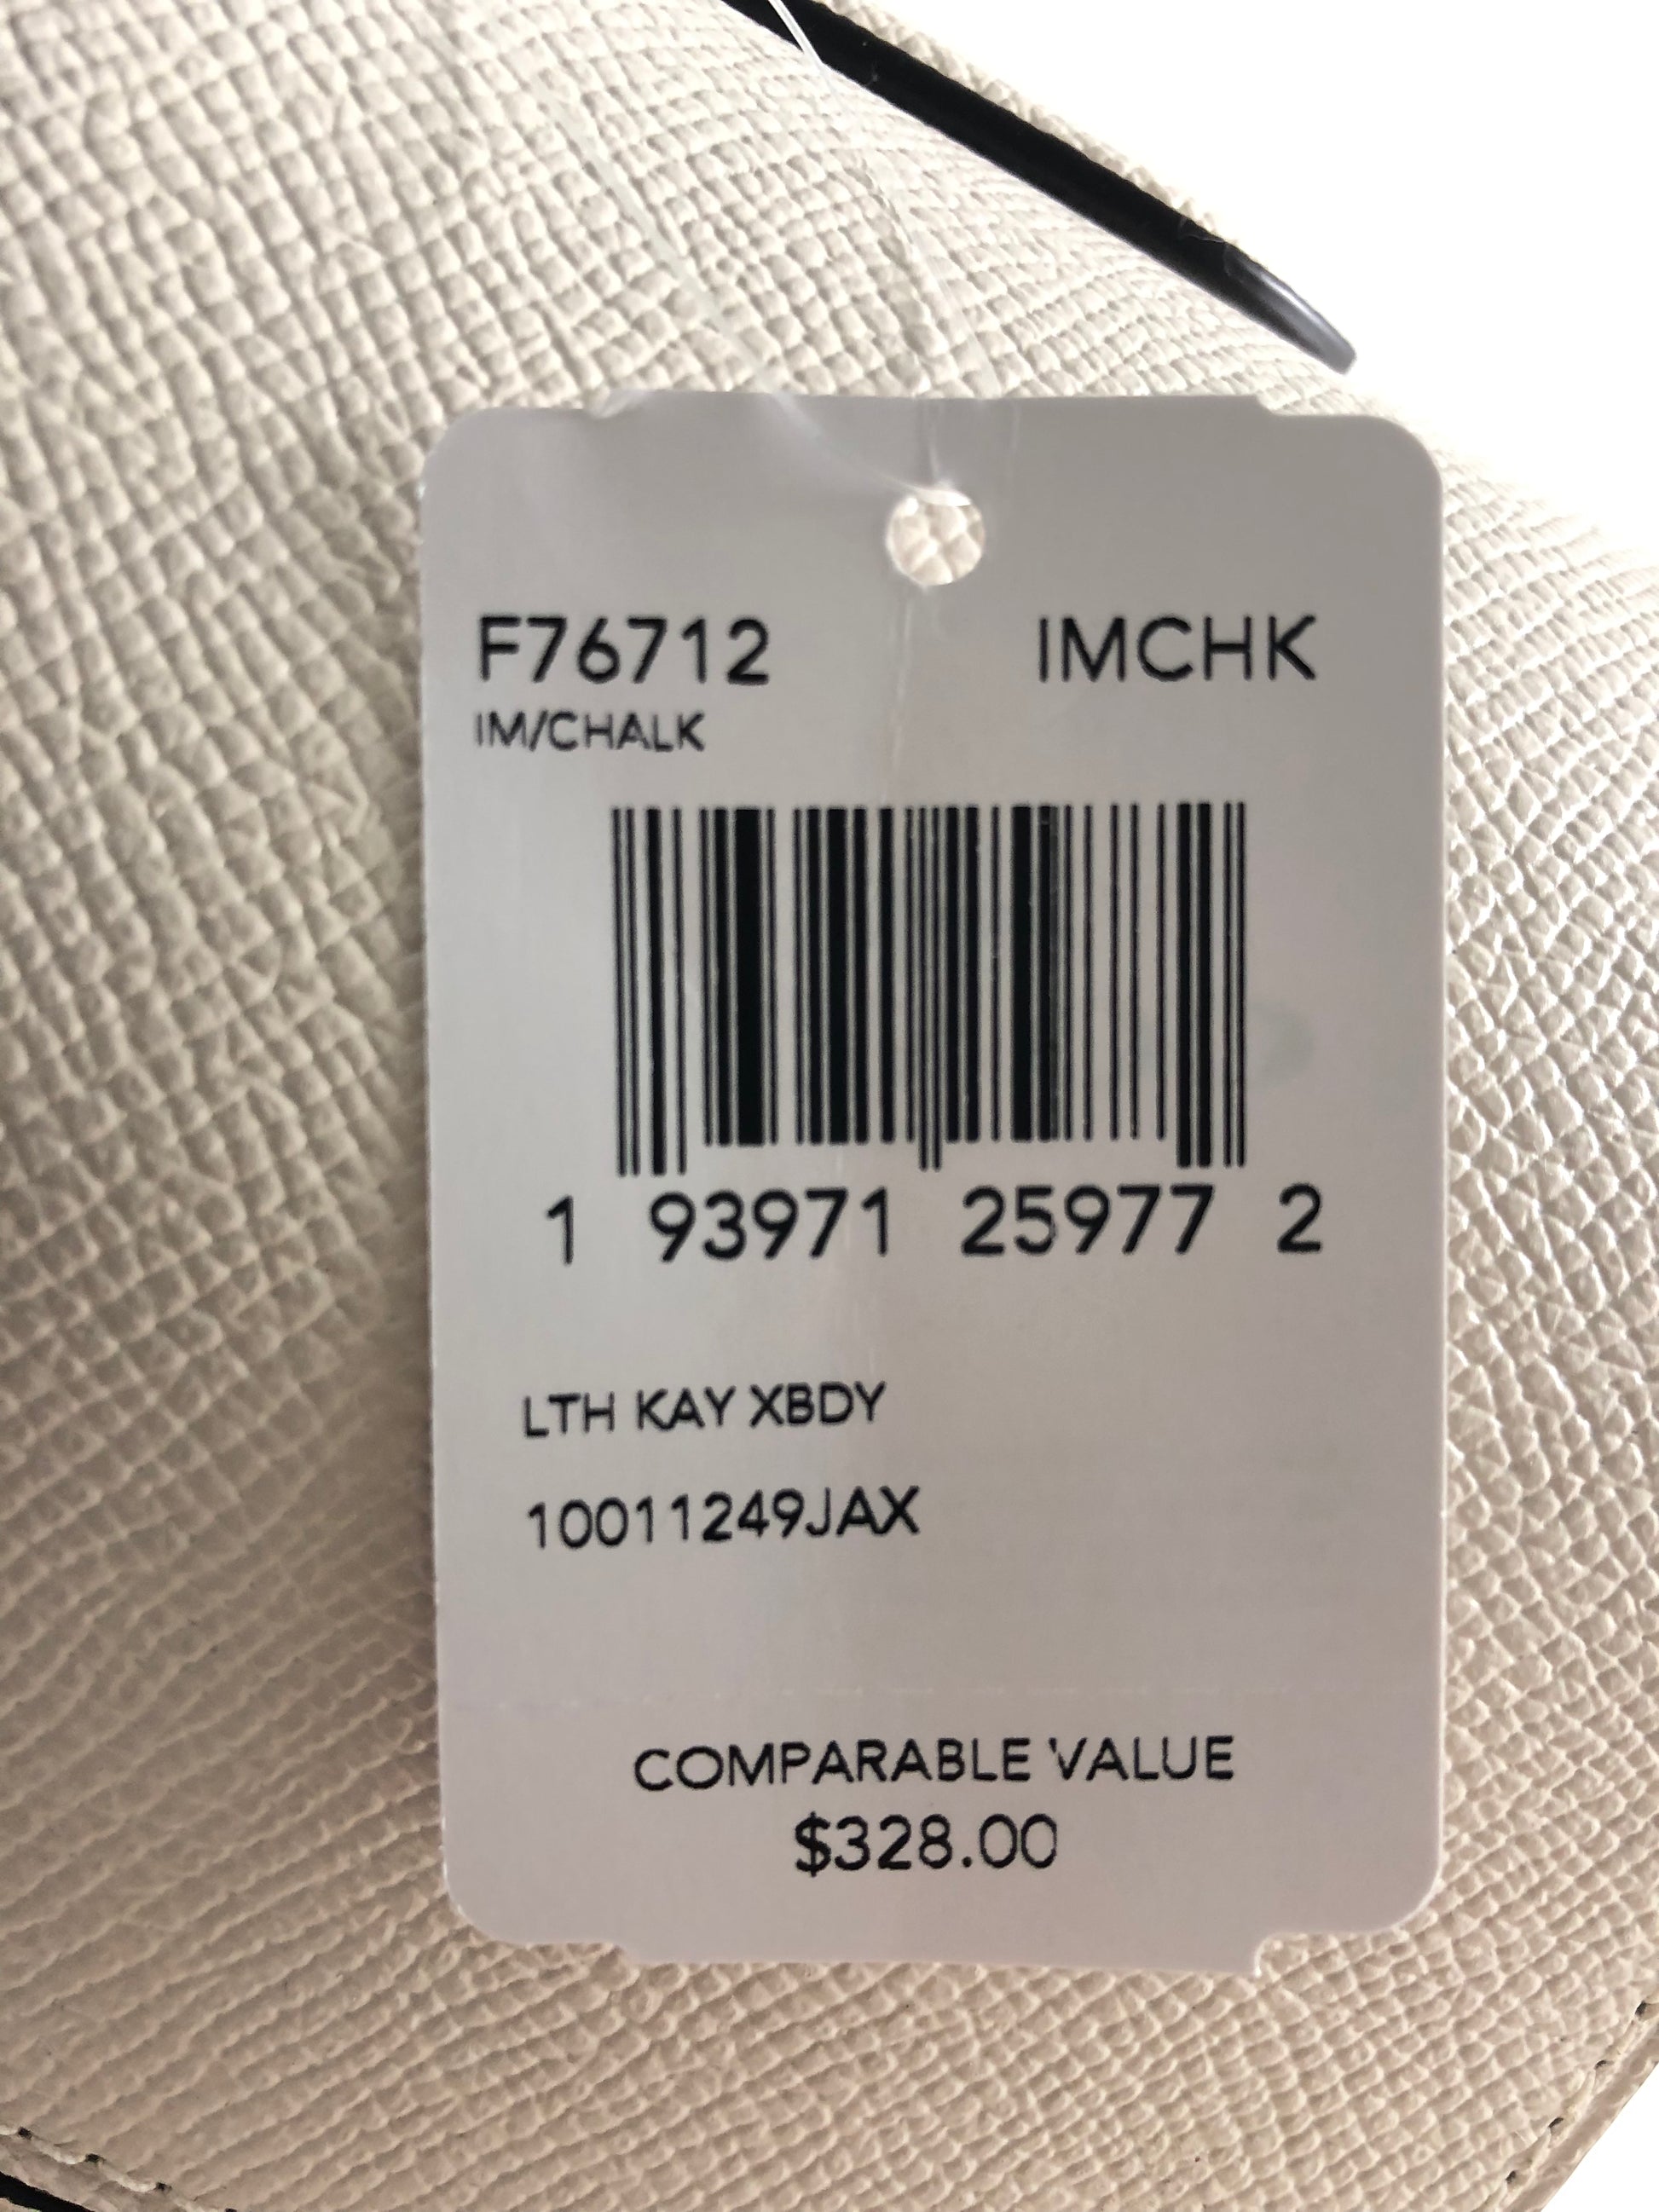 F76712 IMCHK
IM/CHALK
1 93971 25977 2
LTH KAY XBDY
10011249JAX
COMPARABLE VALUE
$328.00